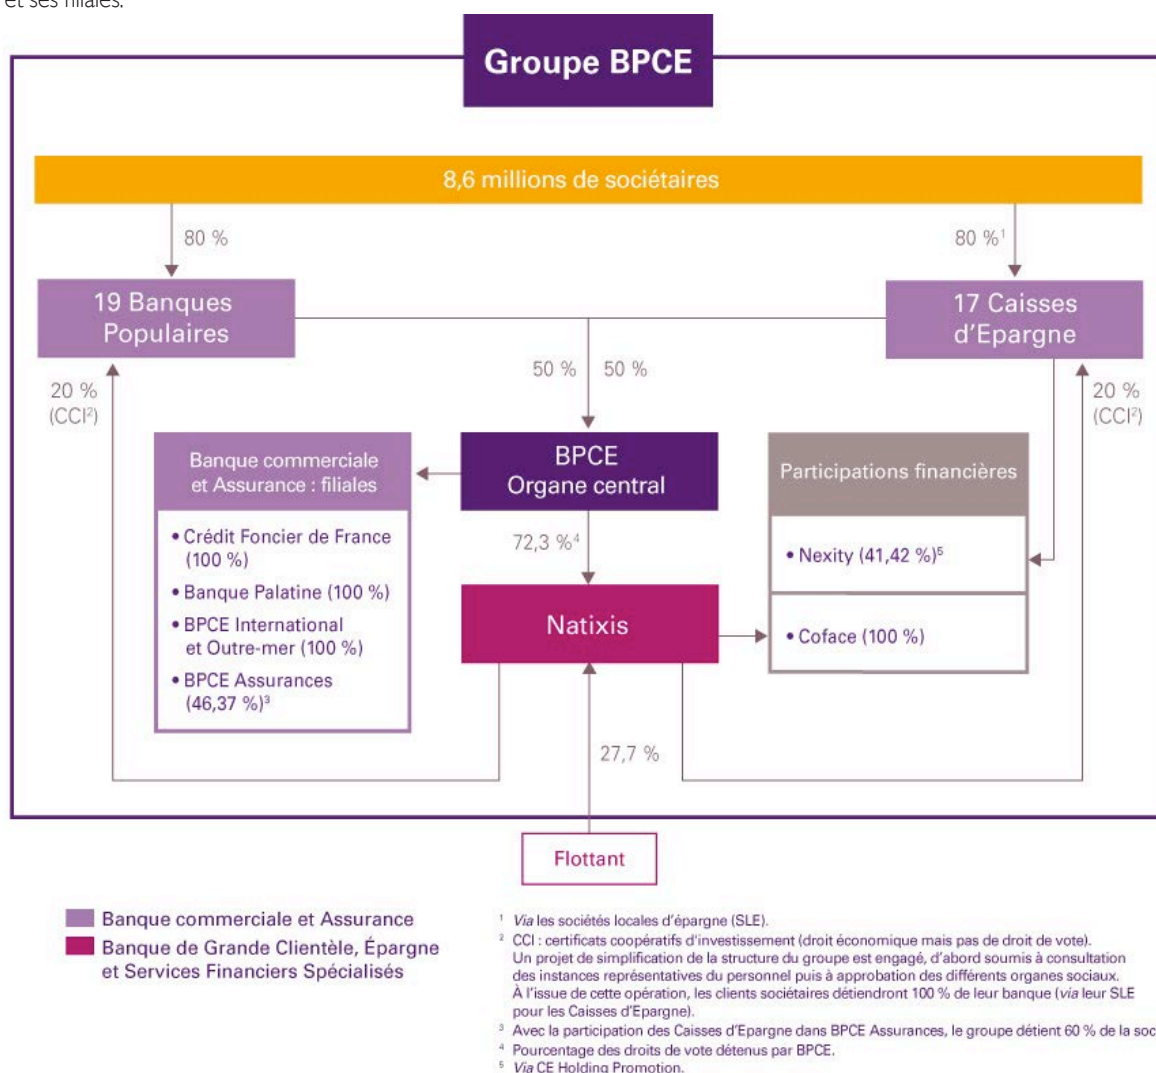 et ses filiales.
Groupe BPCE
8,6 millions de sociétaires
80 %
80 %¹
19 Banques
Populaires
17 Caisses
d'Epargne
50 %
50 %
20 %
(CCI²)
20 %
(CCI²)
Banque commerciale
et Assurance : filiales
• Crédit Foncier de France
(100 %)
• Banque Palatine (100 %)
• BPCE International
et Outre-mer (100 %)
• BPCE Assurances
(46,37 %)³
BPCE
Organe central
72,3 %⁴
Natixis
Participations financières
• Nexity (41,42 %)⁵
• Coface (100 %)
27,7 %
Flottant
Banque commerciale et Assurance
Banque de Grande Clientèle, Épargne
et Services Financiers Spécialisés
¹ Via les sociétés locales d'épargne (SLE).
² CCI : certificats coopératifs d'investissement (droit économique mais pas de droit de vote).
Un projet de simplification de la structure du groupe est engagé, d'abord soumis à consultation
des instances représentatives du personnel puis à approbation des différents organes sociaux.
À l'issue de cette opération, les clients sociétaires détiendront 100 % de leur banque (via leur SLE
pour les Caisses d'Epargne).
³ Avec la participation des Caisses d'Epargne dans BPCE Assurances, le groupe détient 60 % de la soc
⁴ Pourcentage des droits de vote détenus par BPCE.
⁵ Via CE Holding Promotion.